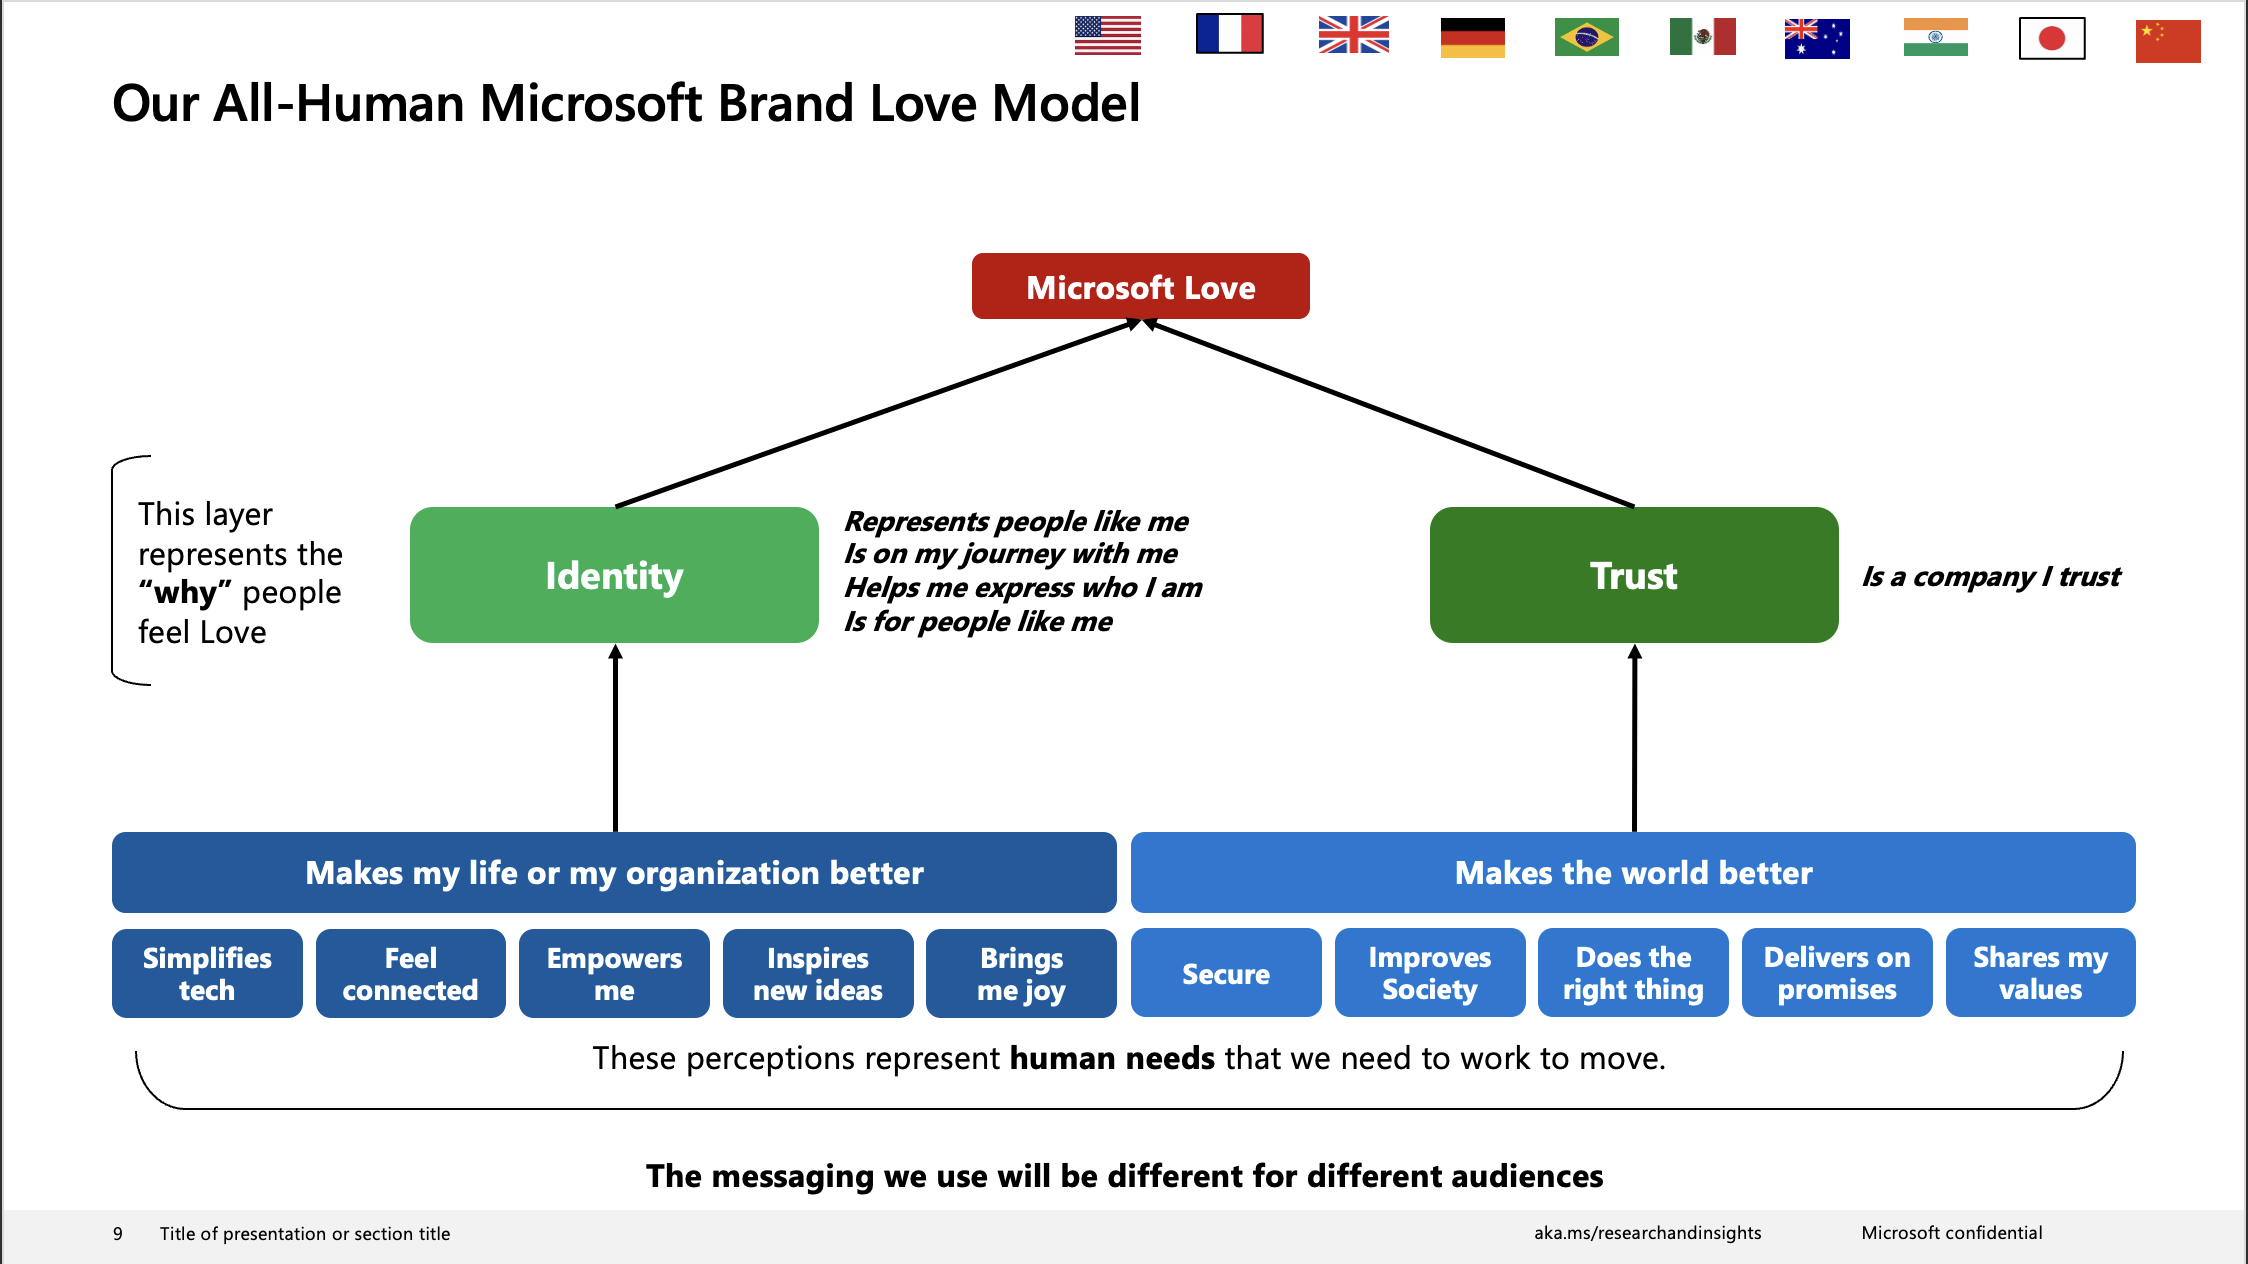 Our All-Human Microsoft Brand Love Model
Microsoft Love
This layer
represents the
“why” people
feel Love
Identity
Represents people like me
Is on my journey with me
Helps me express who I am
Is for people like me
Trust
Is a company I trust
Makes my life or my organization better
Makes the world better
Simplifies
tech
Feel
connected
Empowers
me
Inspires
new ideas
Brings
me joy
Secure
Improves
Society
Does the
right thing
Delivers on
promises
Shares my
values
These perceptions represent human needs that we need to work to move.
The messaging we use will be different for different audiences
9 Title of presentation or section title
aka.ms/researchandinsights
Microsoft confidential